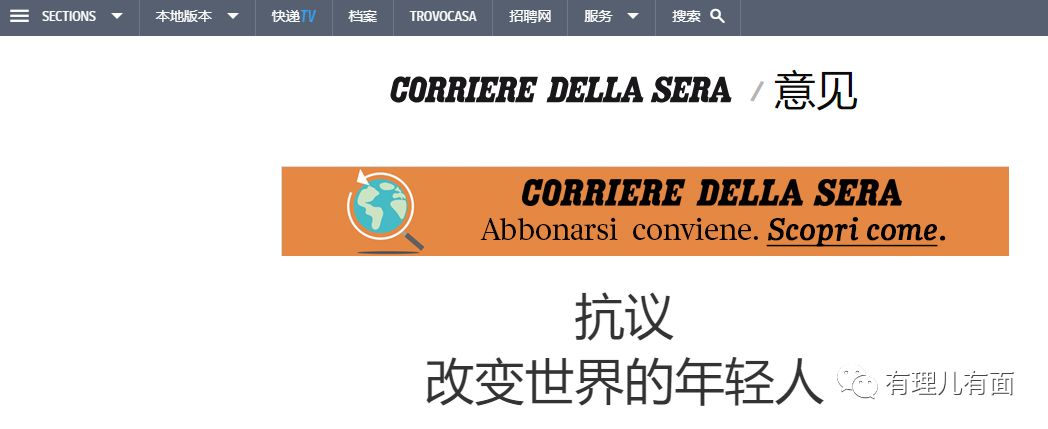 SECTIONS 本地版本 快递TV 档案 TROVOCASA 招聘网 服务 搜索
CORRIERE DELLA SERA / 意见
CORRIERE DELLA SERA
Abbonarsi conviene. Scopri come.
抗议
改变世界的年轻人
有理儿有面